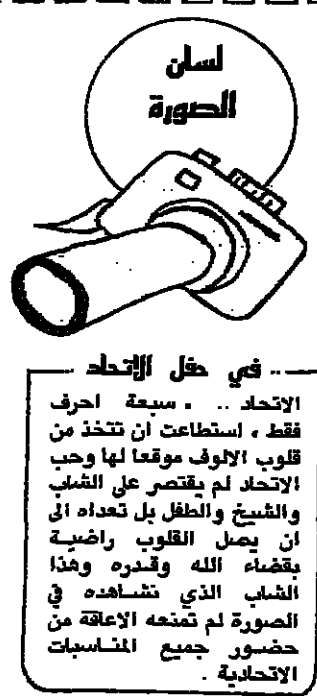 لسان
الصورة
.. في حفل الاتحاد
الاتحاد .. . سبعة احرف
فقط ، استطاعت ان تتخذ من
قلوب الالوف موقعا لها وحب
الاتحاد لم يقتصر على الشاب
والشيخ والطفل بل تعداه الى
ان يصل القلوب راضية
بقضاء الله وقدره وهذا
الشاب الذي نشاهده في
الصورة لم تمنعه الاعاقة من
حضور جميع المناسبات
الاتحادية .